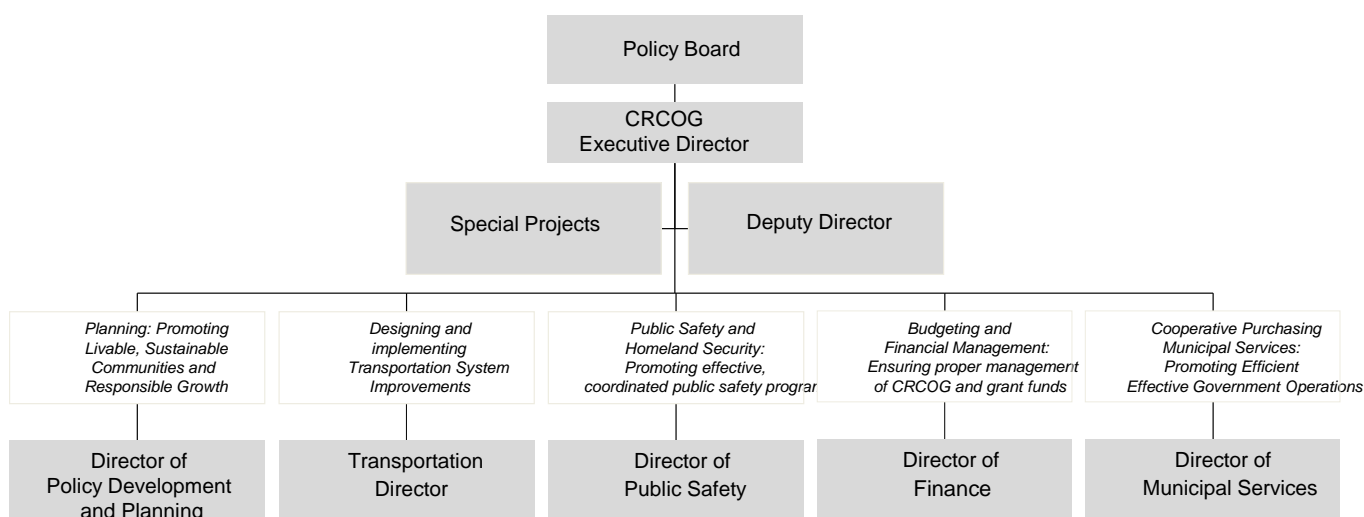 Policy Board
CRCOG
Executive Director
Special Projects
Deputy Director
Planning: Promoting
Livable, Sustainable
Communities and
Responsible Growth
Designing and
implementing
Transportation System
Improvements
Public Safety and
Homeland Security:
Promoting effective,
coordinated public safety program
Budgeting and
Financial Management:
Ensuring proper management
of CRCOG and grant funds
Cooperative Purchasing
Municipal Services:
Promoting Efficient
Effective Government Operations
Director of
Policy Development
and Planning
Transportation
Director
Director of
Public Safety
Director of
Finance
Director of
Municipal Services